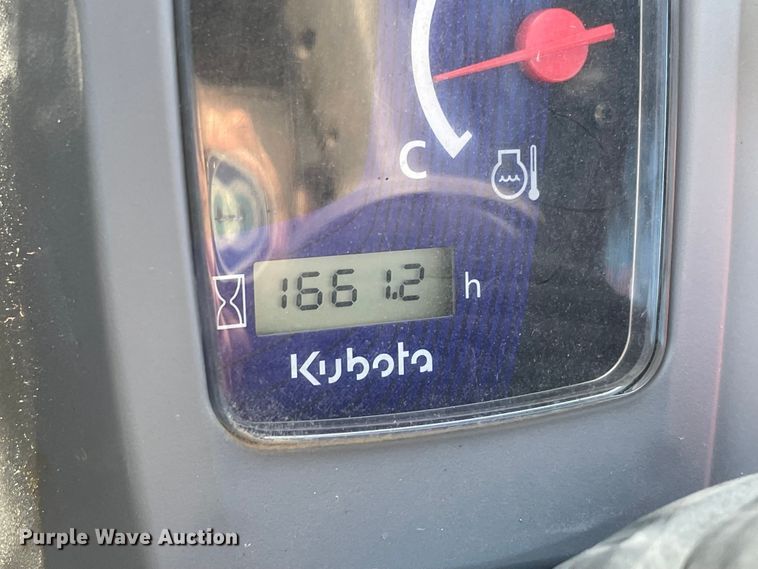 C
1661.2 h
Kubota
Purple Wave Auction